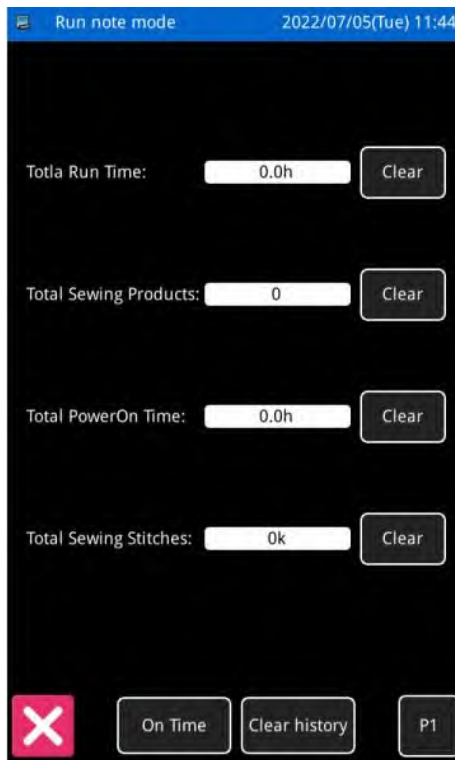 Run note mode 2022/07/05(Tue) 11:44
Totla Run Time: 0.0h Clear
Total Sewing Products: 0 Clear
Total PowerOn Time: 0.0h Clear
Total Sewing Stitches: 0k Clear
On Time Clear history P1